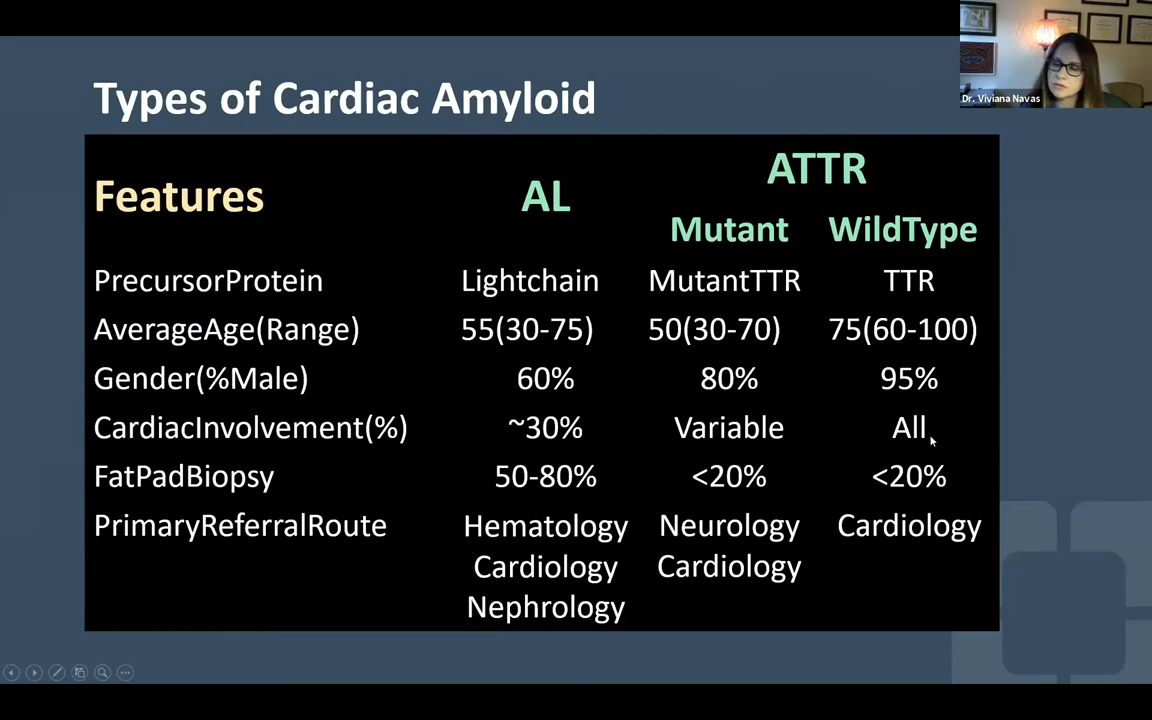 Types of Cardiac Amyloid
Dr. Viviana Navas
Features AL ATTR
Mutant WildType
PrecursorProtein Lightchain MutantTTR TTR
AverageAge(Range) 55(30-75) 50(30-70) 75(60-100)
Gender(%Male) 60% 80% 95%
CardiacInvolvement(%) ~30% Variable All
FatPadBiopsy 50-80% <20% <20%
PrimaryReferralRoute Hematology Neurology Cardiology
Cardiology Cardiology
Nephrology